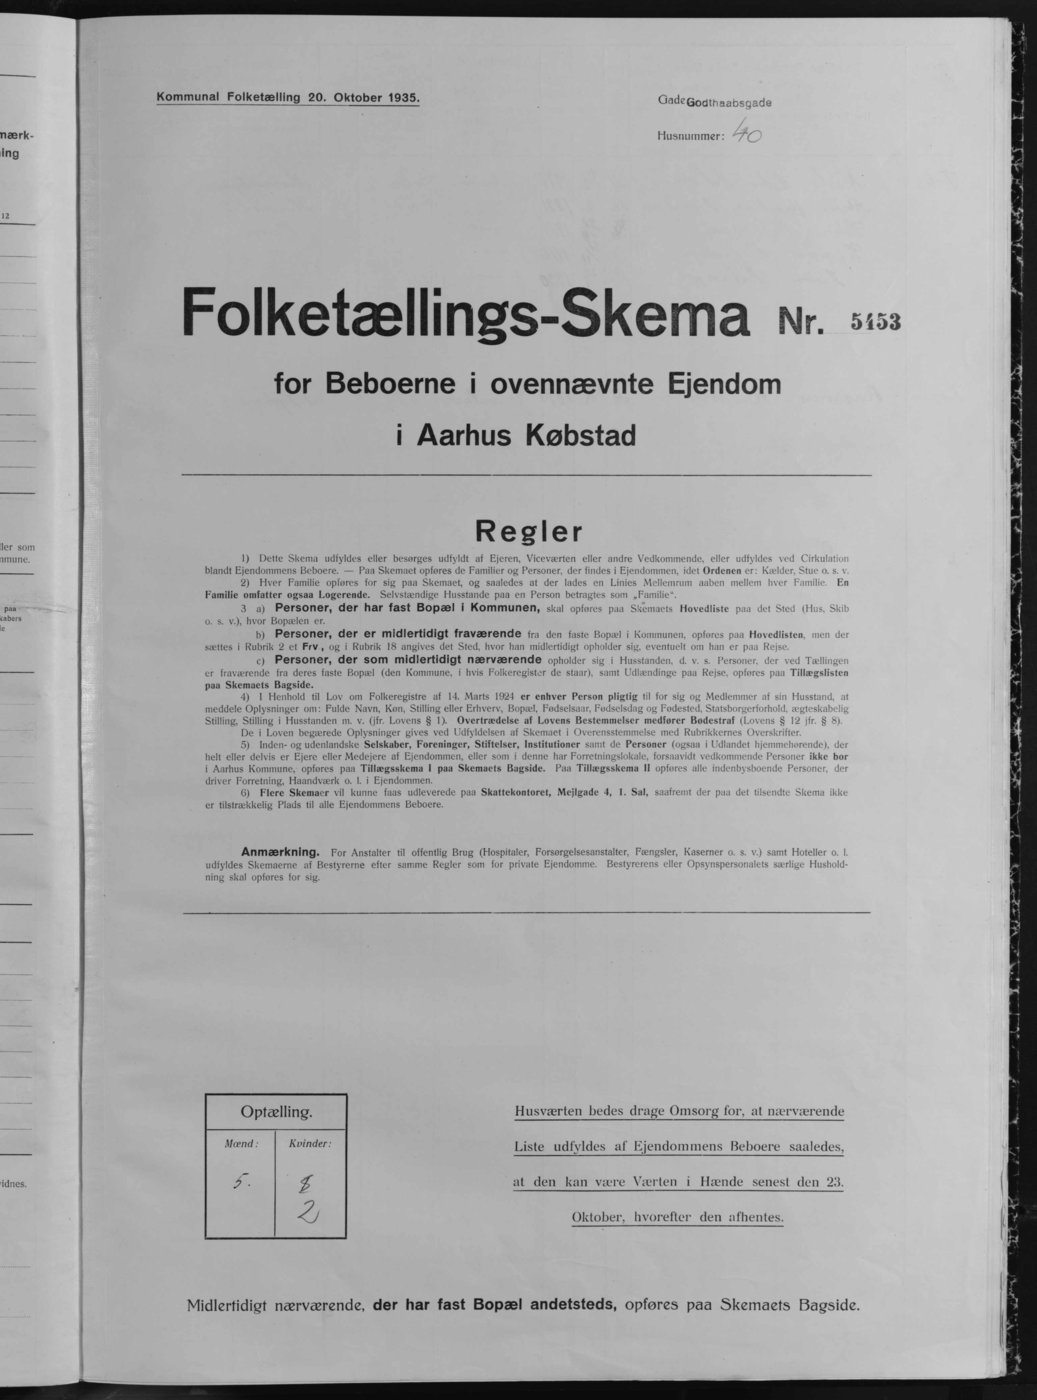 mærk-
ing
12
ller som
mmune.
paa
kabers
le
vidnes.
Kommunal Folketælling 20. Oktober 1935.
Gade Godthaabsgade
Husnummer: 40
Folketællings-Skema Nr. 5453
for Beboerne i ovennævnte Ejendom
i Aarhus Købstad
Regler
1) Dette Skema udfyldes eller besørges udfyldt af Ejeren, Viceværten eller andre Vedkommende, eller udfyldes ved Cirkulation
blandt Ejendommens Beboere. — Paa Skemaet opføres de Familier og Personer, der findes i Ejendommen, idet Ordenen er: Kælder, Stue o. s. v.
2) Hver Familie opføres for sig paa Skemaet, og saaledes at der lades en Linies Mellemrum aaben mellem hver Familie. En
Familie omfatter ogsaa Logerende. Selvstændige Husstande paa en Person betragtes som „Familie“.
3 a) Personer, der har fast Bopæl i Kommunen, skal opføres paa Skemaets Hovedliste paa det Sted (Hus, Skib
o. s. v.), hvor Bopælen er.
b) Personer, der er midlertidigt fraværende fra den faste Bopæl i Kommunen, opføres paa Hovedlisten, men der
sættes i Rubrik 2 et Frv., og i Rubrik 18 angives det Sted, hvor han midlertidigt opholder sig, eventuelt om han er paa Rejse.
c) Personer, der som midlertidigt nærværende opholder sig i Husstanden, d. v. s. Personer, der ved Tællingen
er fraværende fra deres faste Bopæl (den Kommune, i hvis Folkeregister de staar), samt Udlændinge paa Rejse, opføres paa Tillægslisten
paa Skemaets Bagside.
4) I Henhold til Lov om Folkeregistre af 14. Marts 1924 er enhver Person pligtig til for sig og Medlemmer af sin Husstand, at
meddele Oplysninger om: Fulde Navn, Køn, Stilling eller Erhverv, Bopæl, Fødselsaar, Fødselsdag og Fødested, Statsborgerforhold, ægteskabelig
Stilling, Stilling i Husstanden m. v. (jfr. Lovens § 1). Overtrædelse af Lovens Bestemmelser medfører Bødestraf (Lovens § 12 jfr. § 8).
De i Loven begærede Oplysninger gives ved Udfyldelsen af Skemaet i Overensstemmelse med Rubrikkernes Overskrifter.
5) Inden- og udenlandske Selskaber, Foreninger, Stiftelser, Institutioner samt de Personer (ogsaa i Udlandet hjemmehørende), der
helt eller delvis er Ejere eller Medejere af Ejendommen, eller som i denne har Forretningslokale, forsaavidt vedkommende Personer ikke bor
i Aarhus Kommune, opføres paa Tillægsskema I paa Skemaets Bagside. Paa Tillægsskema II opføres alle indenbysboende Personer, der
driver Forretning, Haandværk o. l. i Ejendommen.
6) Flere Skemaer vil kunne faas udleverede paa Skattekontoret, Mejlgade 4, 1. Sal, saafremt der paa det tilsendte Skema ikke
er tilstrækkelig Plads til alle Ejendommens Beboere.
Anmærkning. For Anstalter til offentlig Brug (Hospitaler, Forsørgelsesanstalter, Fængsler, Kaserner o. s. v.) samt Hoteller o. l.
udfyldes Skemaerne af Bestyrerne efter samme Regler som for private Ejendomme. Bestyrerens eller Opsynspersonalets særlige Hushold-
ning skal opføres for sig.
Optælling.
Mænd: Kvinder:
5. 8
2
Husværten bedes drage Omsorg for, at nærværende
Liste udfyldes af Ejendommens Beboere saaledes,
at den kan være Værten i Hænde senest den 23.
Oktober, hvorefter den afhentes.
Midlertidigt nærværende, der har fast Bopæl andetsteds, opføres paa Skemaets Bagside.